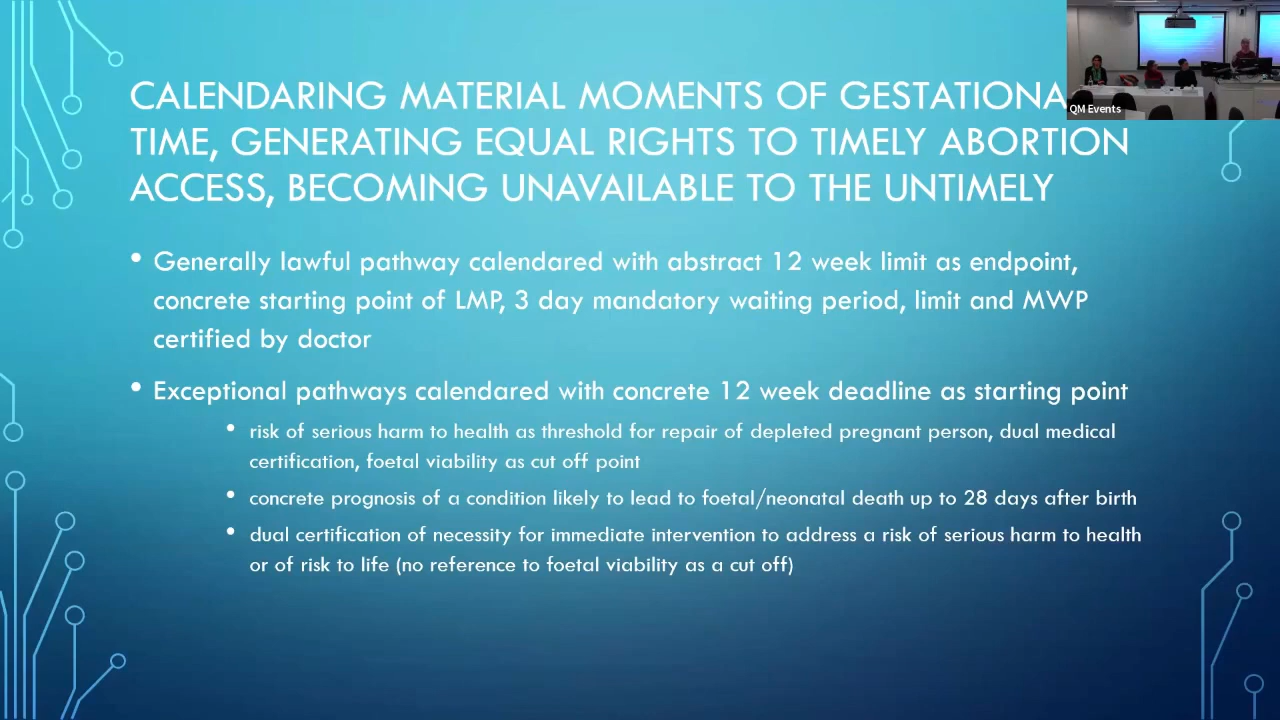 CALENDARING MATERIAL MOMENTS OF GESTATIONA
TIME, GENERATING EQUAL RIGHTS TO TIMELY ABORTION
ACCESS, BECOMING UNAVAILABLE TO THE UNTIMELY
QM Events
• Generally lawful pathway calendared with abstract 12 week limit as endpoint,
concrete starting point of LMP, 3 day mandatory waiting period, limit and MWP
certified by doctor
• Exceptional pathways calendared with concrete 12 week deadline as starting point
• risk of serious harm to health as threshold for repair of depleted pregnant person, dual medical
certification, foetal viability as cut off point
• concrete prognosis of a condition likely to lead to foetal/neonatal death up to 28 days after birth
• dual certification of necessity for immediate intervention to address a risk of serious harm to health
or of risk to life (no reference to foetal viability as a cut off)